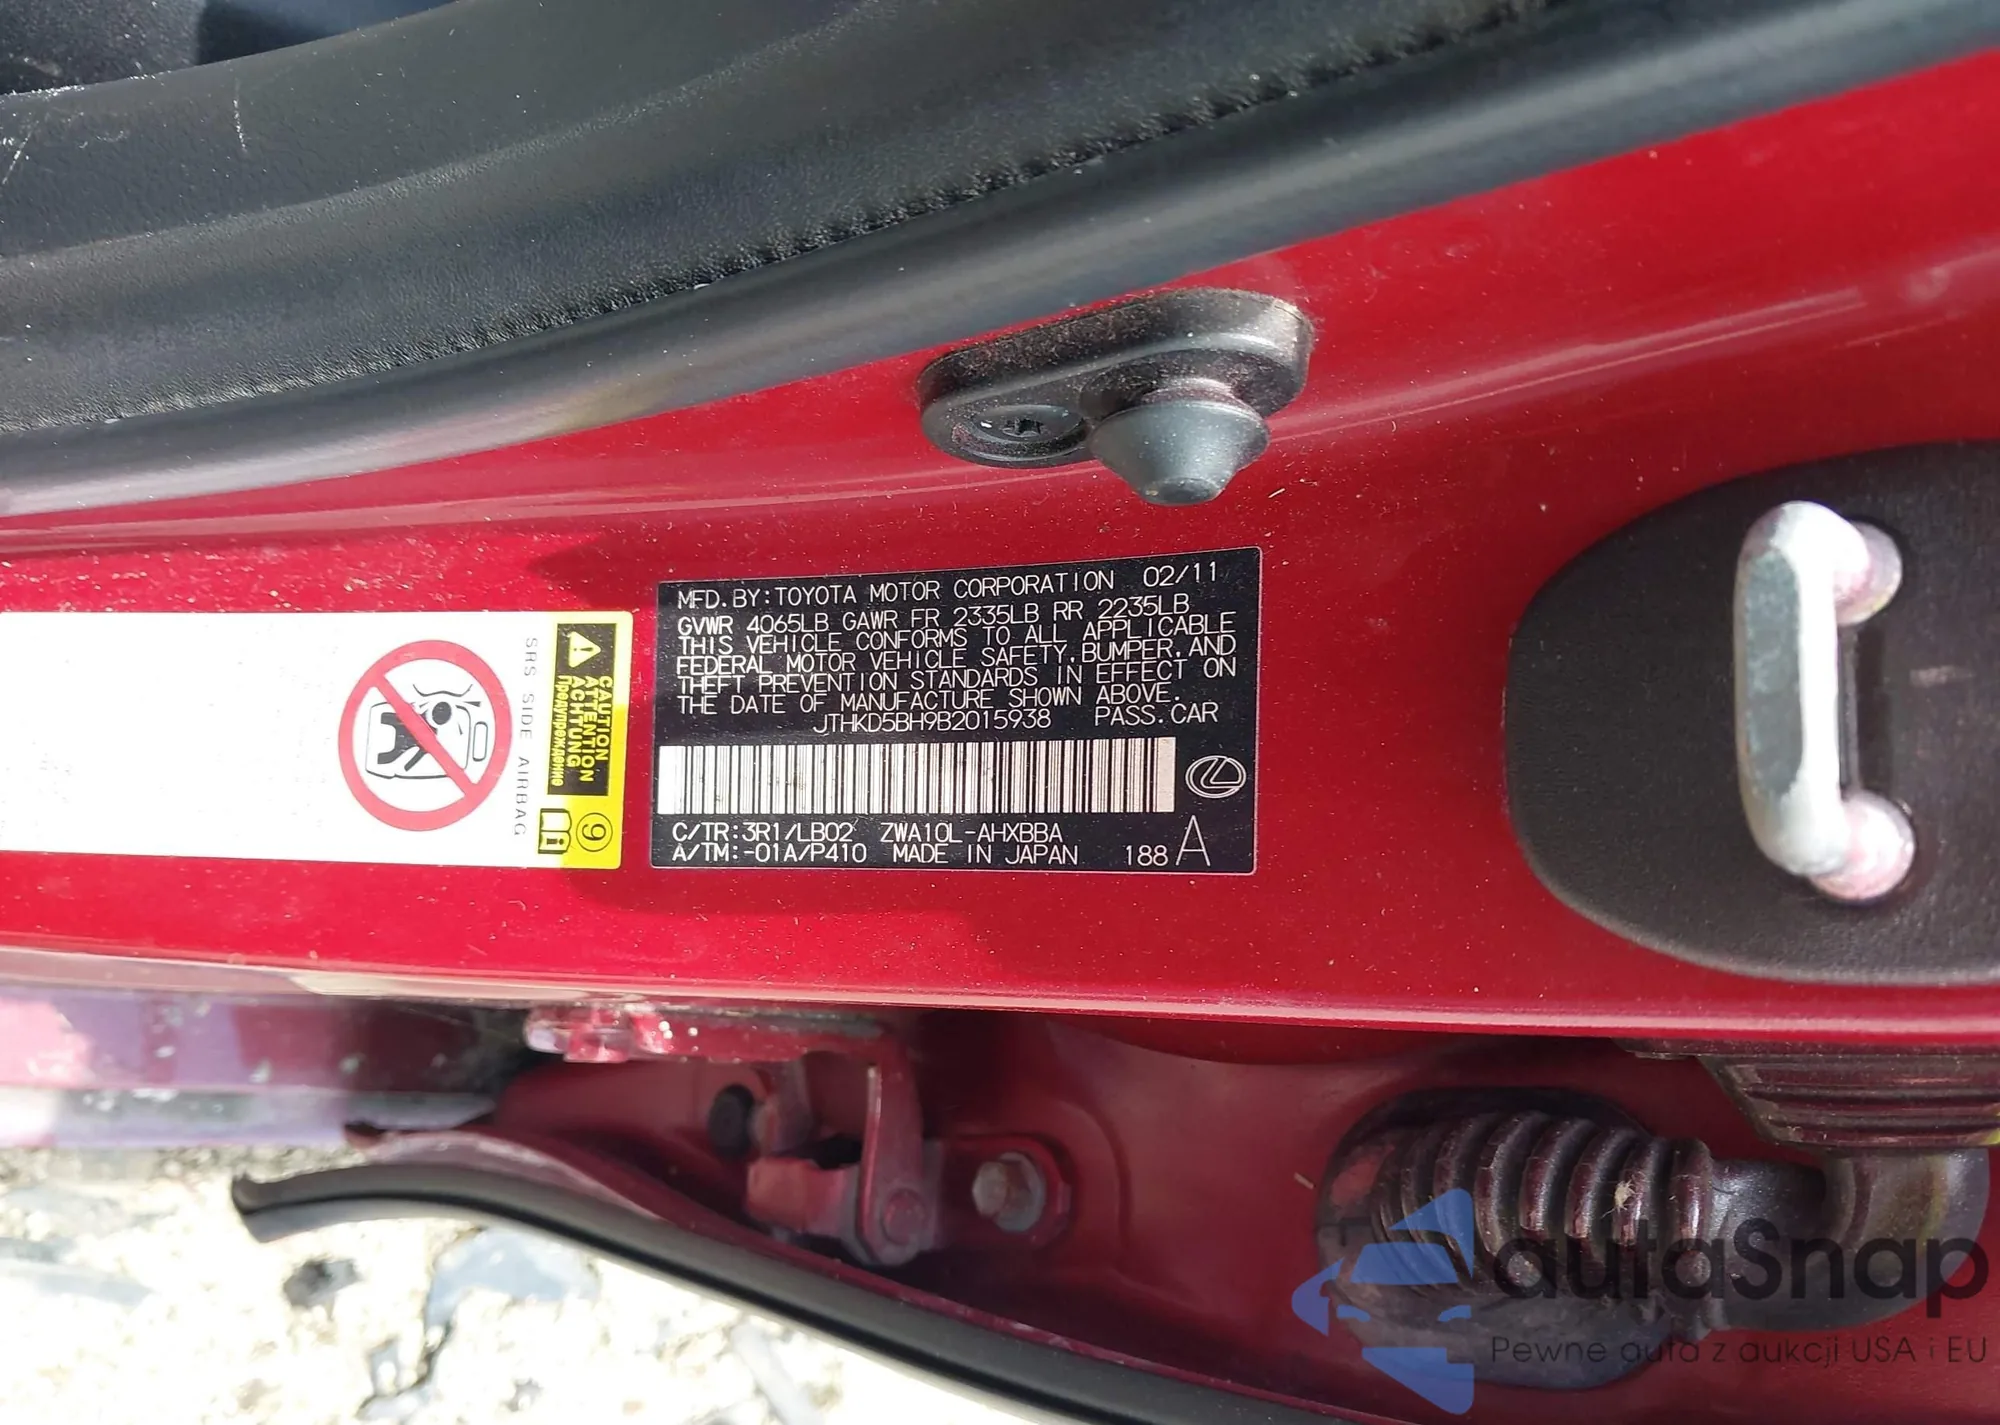 MFD.BY:TOYOTA MOTOR CORPORATION 02/11
GVWR 4065LB GAWR FR 2335LB RR 2235LB
THIS VEHICLE CONFORMS TO ALL APPLICABLE
FEDERAL MOTOR VEHICLE SAFETY,BUMPER,AND
THEFT PREVENTION STANDARDS IN EFFECT ON
THE DATE OF MANUFACTURE SHOWN ABOVE.
JTHKD5BH9B2015938 PASS.CAR
C/TR:3R1/LB02 ZWA10L-AHXBBA
A/TM:-01A/P410 MADE IN JAPAN 188 A
CAUTION
ATTENTION
ACHTUNG
Предупреждение
SRS SIDE AIRBAG
9
autaSnap
Pewne auta z aukcji USA i EU